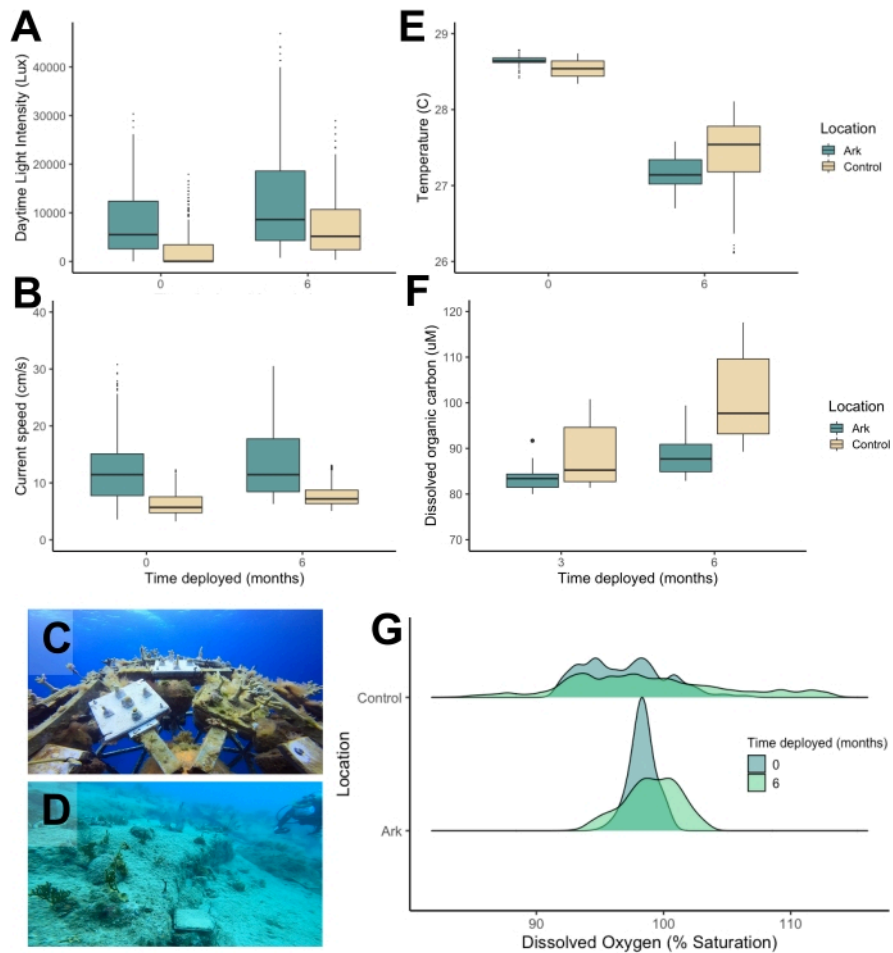 A
Daytime Light Intensity (Lux)
40000
30000
20000
10000
0
0
6
E
Temperature (C)
29
28
27
26
0
6
Location
Ark
Control
B
Current speed (cm/s)
40
30
20
10
0
0
6
Time deployed (months)
F
Dissolved organic carbon (uM)
120
110
100
90
80
70
3
6
Time deployed (months)
Location
Ark
Control
C
D
G
Location
Control
Ark
Time deployed (months)
0
6
90
100
110
Dissolved Oxygen (% Saturation)